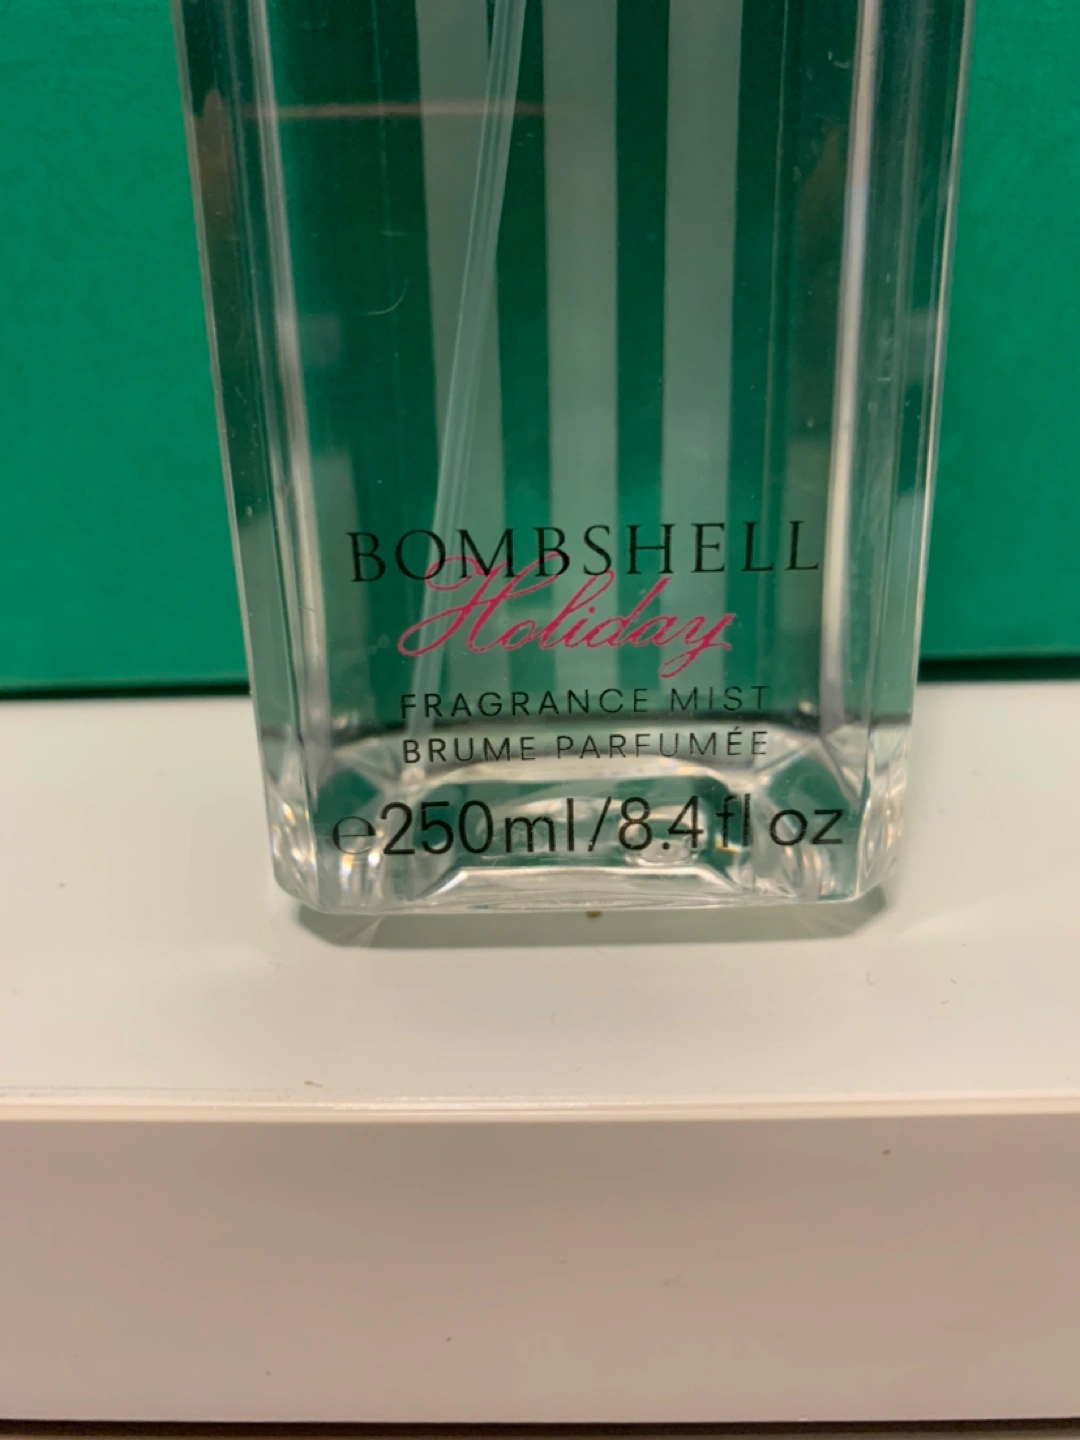 BOMBSHELL
Holiday
FRAGRANCE MIST
BRUME PARFUMÉE
℮250ml/8.4 fl oz